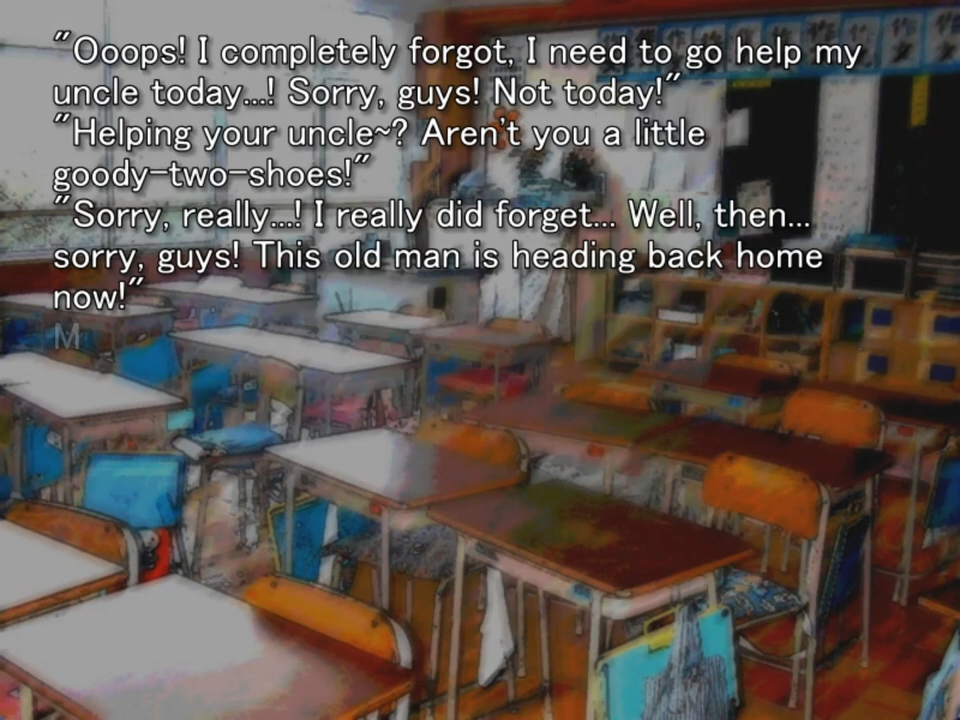 "Ooops! I completely forgot, I need to go help my
uncle today...! Sorry, guys! Not today!"
"Helping your uncle~? Aren't you a little
goody-two-shoes!"
"Sorry, really...! I really did forget... Well, then...
sorry, guys! This old man is heading back home
now!"
M